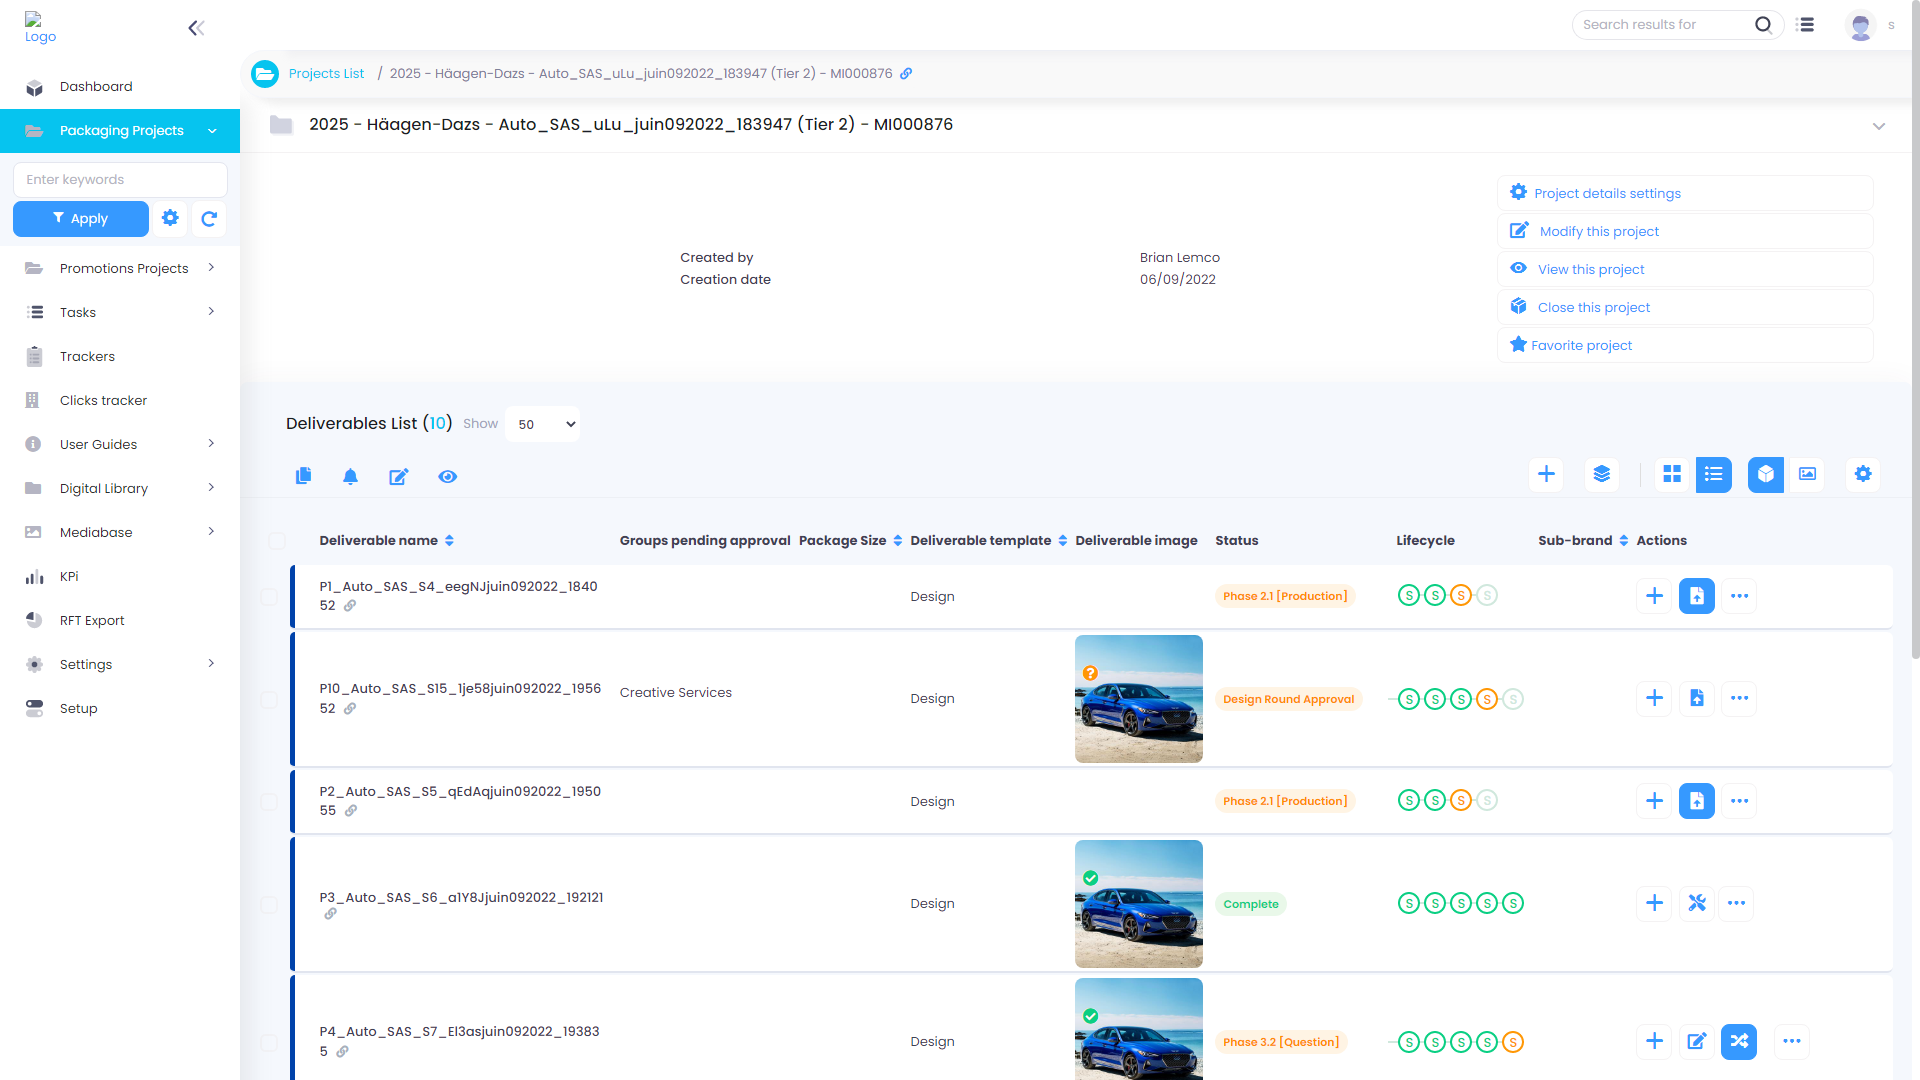 Logo
Search results for
s
Dashboard
Projects List / 2025 - Häagen-Dazs - Auto_SAS_uLu_juin092022_183947 (Tier 2) - MI000876
Packaging Projects
2025 - Häagen-Dazs - Auto_SAS_uLu_juin092022_183947 (Tier 2) - MI000876
Enter keywords
Apply
Promotions Projects
Tasks
Trackers
Clicks tracker
User Guides
Digital Library
Mediabase
KPi
RFT Export
Settings
Setup
Created by Brian Lemco
Creation date 06/09/2022
Project details settings
Modify this project
View this project
Close this project
Favorite project
Deliverables List (10) Show 50
Deliverable name Groups pending approval Package Size Deliverable template Deliverable image Status Lifecycle Sub-brand Actions
P1_Auto_SAS_S4_eegNJjuin092022_1840
52
Design Phase 2.1 [Production] S S S S
P10_Auto_SAS_S15_1je58juin092022_1956
52
Creative Services Design Design Round Approval S S S S S
P2_Auto_SAS_S5_qEdAqjuin092022_1950
55
Design Phase 2.1 [Production] S S S S
P3_Auto_SAS_S6_a1Y8Jjuin092022_192121
Design Complete S S S S S
P4_Auto_SAS_S7_El3asjuin092022_19383
5
Design Phase 3.2 [Question] S S S S S